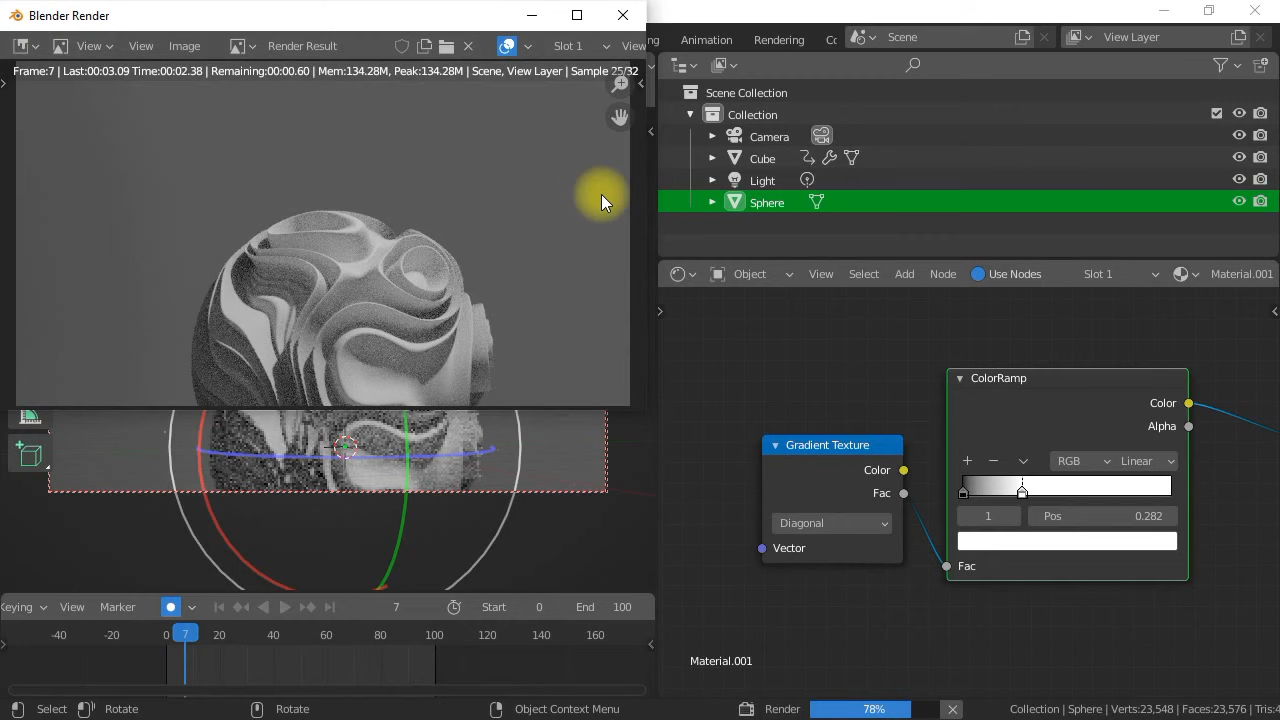 Blender Render
View
View
Image
Render Result
Slot 1
View
Frame:7 | Last:00:03.09 Time:00:02.38 | Remaining:00:00.60 | Mem:134.28M, Peak:134.28M | Scene, View Layer | Sample 25/32
Animation
Rendering
Scene
View Layer
Scene Collection
Collection
Camera
Cube
Light
Sphere
Object
View
Select
Add
Node
Use Nodes
Slot 1
Material.001
ColorRamp
Color
Alpha
RGB
Linear
1
Pos
0.282
Fac
Gradient Texture
Color
Fac
Diagonal
Vector
Material.001
Keying
View
Marker
7
Start
0
End
100
-40
-20
0
7
20
40
60
80
100
120
140
160
Select
Rotate
Rotate
Object Context Menu
Render
78%
Collection | Sphere | Verts:23,548 | Faces:23,576 | Tris:4